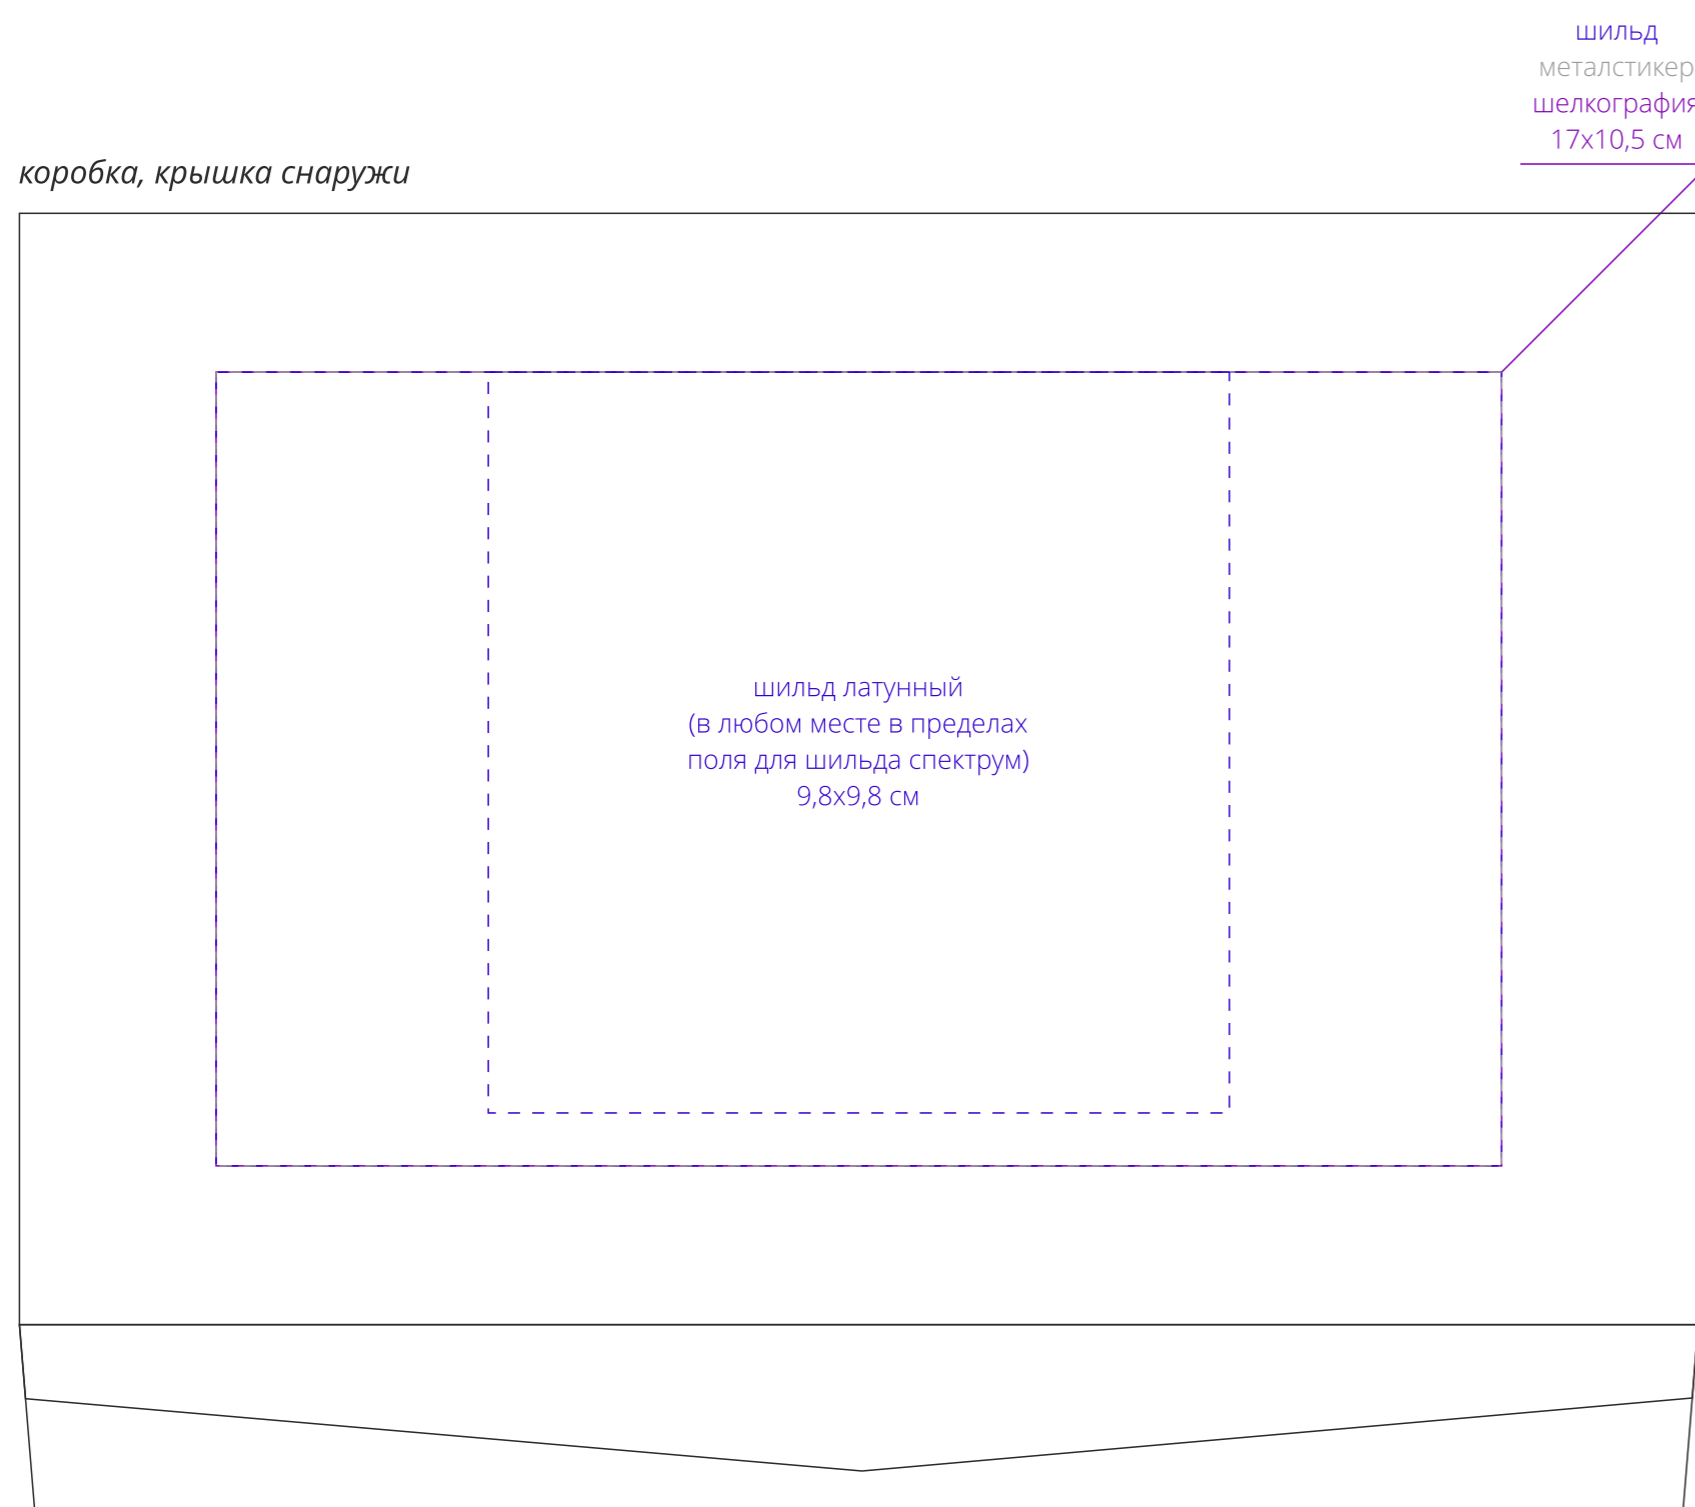 шильд
металстикер
шелкография
17х10,5 см
коробка, крышка снаружи
шильд латунный
(в любом месте в пределах
поля для шильда спектрум)
9,8х9,8 см